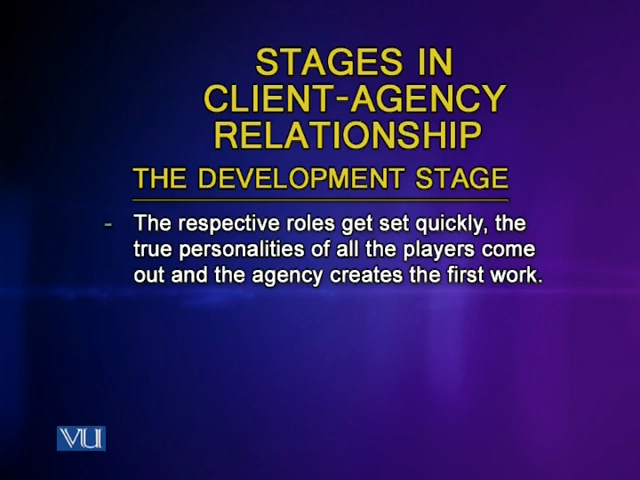 STAGES IN
CLIENT-AGENCY
RELATIONSHIP
THE DEVELOPMENT STAGE
- The respective roles get set quickly, the
true personalities of all the players come
out and the agency creates the first work.
VU